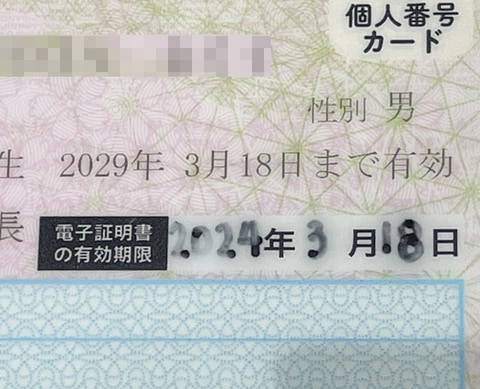 個人番号
カード
性別 男
生 2029年 3月18日まで有効
長 電子証明書
の有効期限 2024年 3月18日